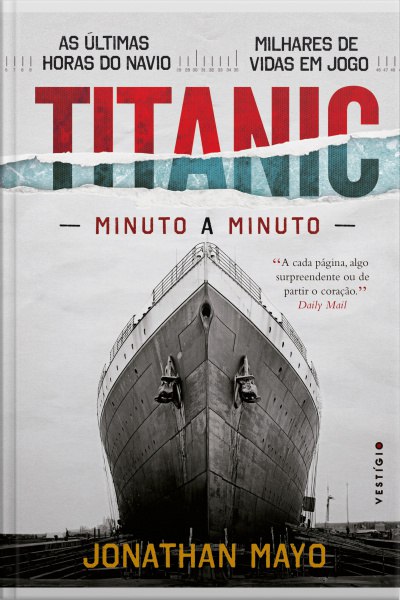 AS ÚLTIMAS
HORAS DO NAVIO
MILHARES DE
VIDAS EM JOGO
TITANIC
— MINUTO A MINUTO —
“A cada página, algo
surpreendente ou de
partir o coração.”
Daily Mail
VESTÍGIO
JONATHAN MAYO